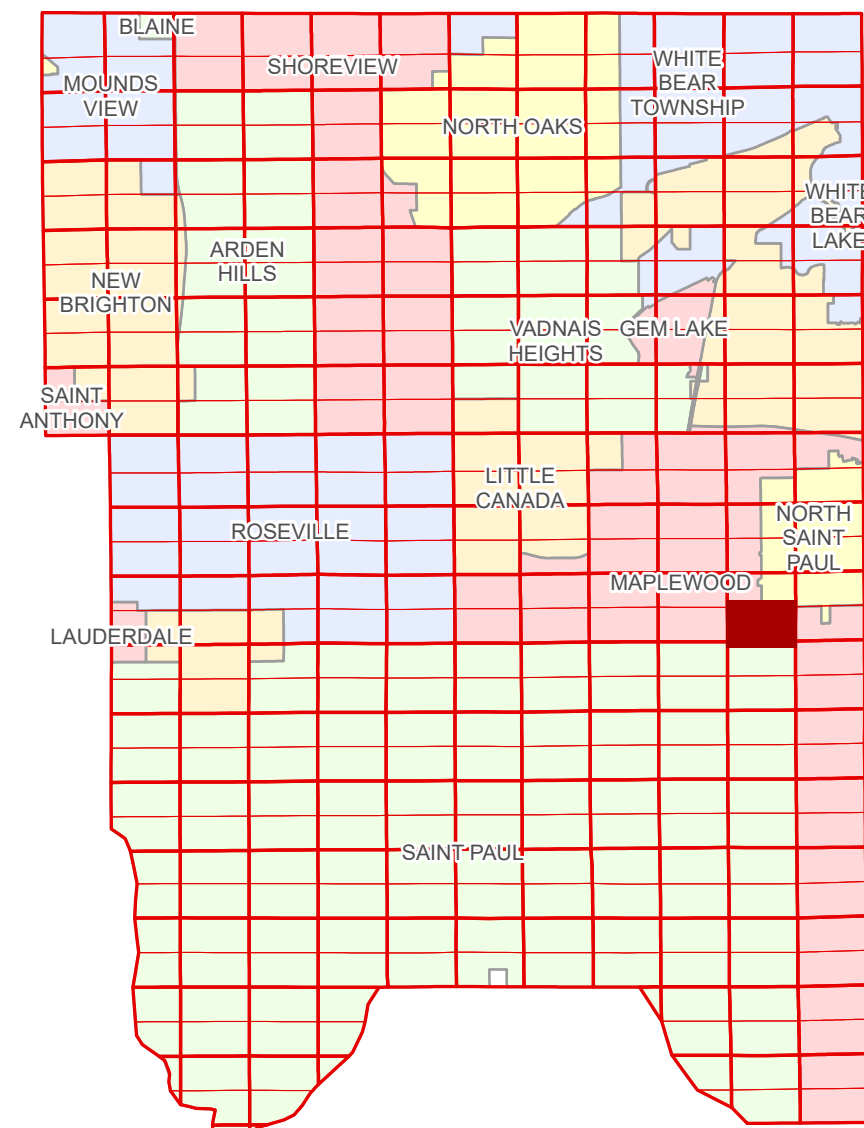 BLAINE
SHOREVIEW
MOUNDS
VIEW
WHITE
BEAR
TOWNSHIP
NORTH OAKS
WHITE
BEAR
LAKE
ARDEN
HILLS
NEW
BRIGHTON
VADNAIS
HEIGHTS
GEM LAKE
SAINT
ANTHONY
LITTLE
CANADA
NORTH
SAINT
PAUL
ROSEVILLE
MAPLEWOOD
LAUDERDALE
SAINT PAUL